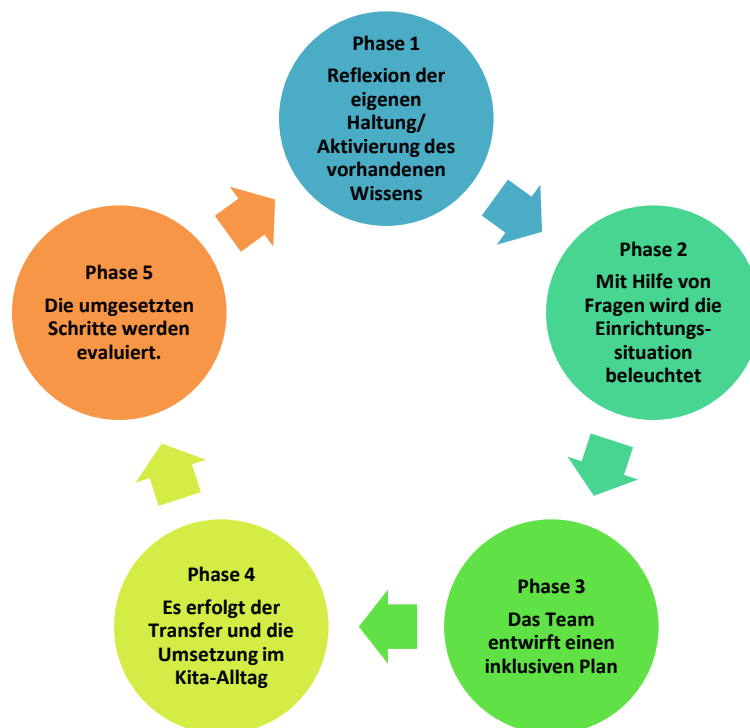 Phase 1
Reflexion der
eigenen
Haltung/
Aktivierung des
vorhandenen
Wissens
Phase 2
Mit Hilfe von
Fragen wird die
Einrichtungs-
situation
beleuchtet
Phase 3
Das Team
entwirft einen
inklusiven Plan
Phase 4
Es erfolgt der
Transfer und die
Umsetzung im
Kita-Alltag
Phase 5
Die umgesetzten
Schritte werden
evaluiert.